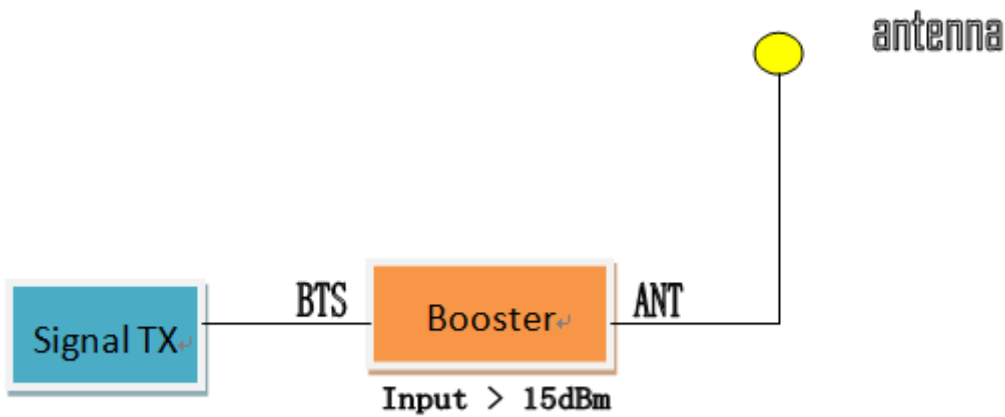 antenna
BTS
ANT
Signal TX
Booster
Input > 15dBm